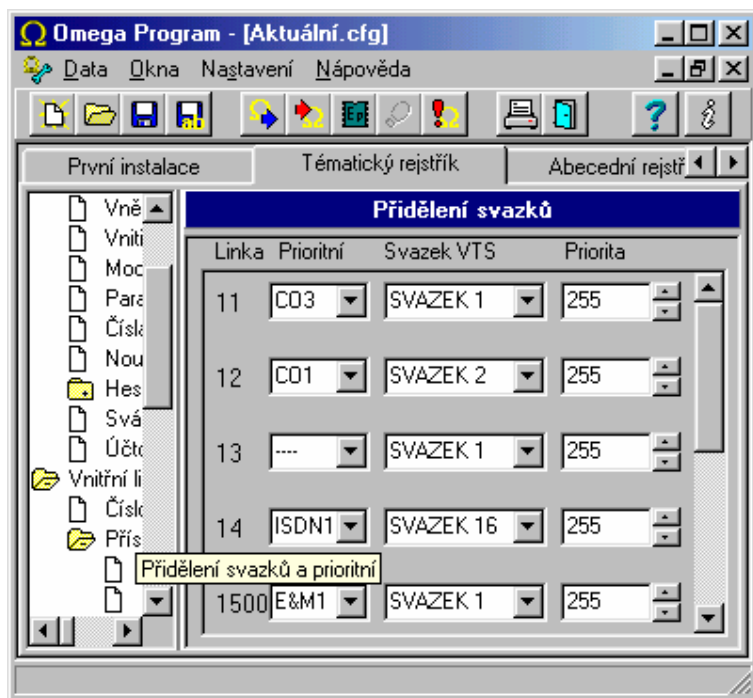 Omega Program - [Aktuální.cfg]
Data Okna Nastavení Nápověda
První instalace Tématický rejstřík Abecední rejstř
Vně
Vniti
Moc
Para
Čísla
Nou
Hes
Svá
Účto
Vnitřní li
Čísl
Přís
Přidělení svazků a prioritní
Přidělení svazků
Linka Prioritní Svazek VTS Priorita
11 CO3 SVAZEK 1 255
12 CO1 SVAZEK 2 255
13 ---- SVAZEK 1 255
14 ISDN1 SVAZEK 16 255
1500 E&M1 SVAZEK 1 255